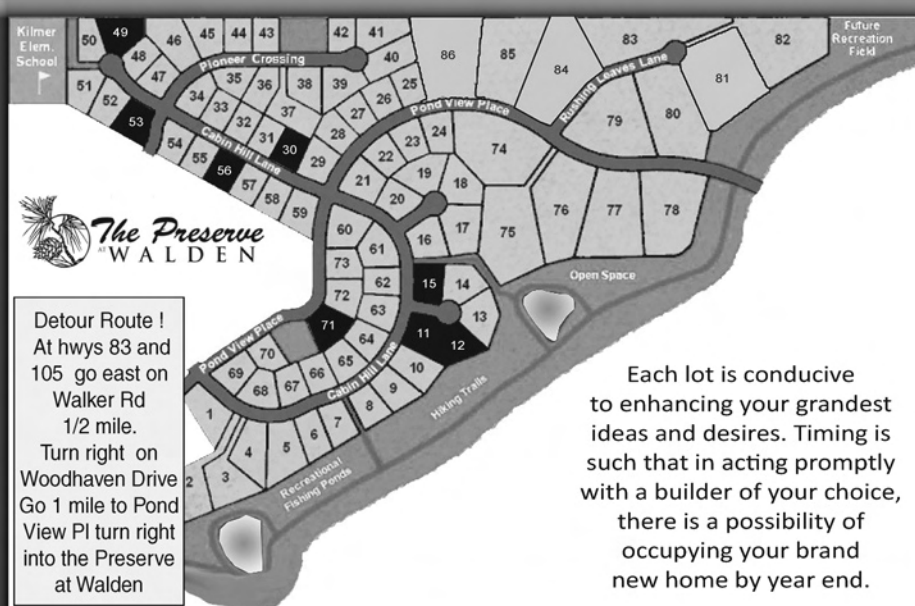 Kilmer
Elem.
School
Future
Recreation
Field
50
49
48
46
45
44
43
42
41
40
86
85
84
83
82
81
51
52
53
47
Pioneer Crossing
34
35
36
38
39
33
32
31
37
30
29
28
27
26
25
Pond View Place
Rushing Leaves Lane
54
55
56
57
58
59
Cabin Hill Lane
21
22
23
24
74
79
80
19
18
20
16
17
75
76
77
78
The Preserve
AT WALDEN
60
61
73
62
72
63
71
64
15
14
13
11
12
Open Space
Detour Route !
At hwys 83 and
105 go east on
Walker Rd
1/2 mile.
Turn right on
Woodhaven Drive
Go 1 mile to Pond
View Pl turn right
into the Preserve
at Walden
Pond View Place
70
69
68
67
66
65
Cabin Hill Lane
10
9
8
7
6
5
4
3
2
1
Hiking Trails
Recreational
Fishing Ponds
Each lot is conducive
to enhancing your grandest
ideas and desires. Timing is
such that in acting promptly
with a builder of your choice,
there is a possibility of
occupying your brand
new home by year end.